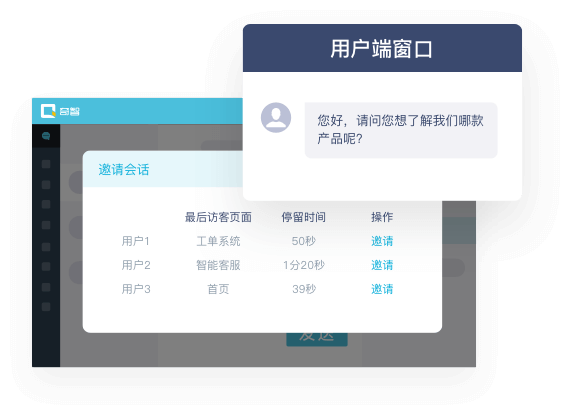 用户端窗口
您好，请问您想了解我们哪款
产品呢？
奇智
邀请会话
最后访客页面 停留时间 操作
用户1 工单系统 50秒 邀请
用户2 智能客服 1分20秒 邀请
用户3 首页 39秒 邀请
发送